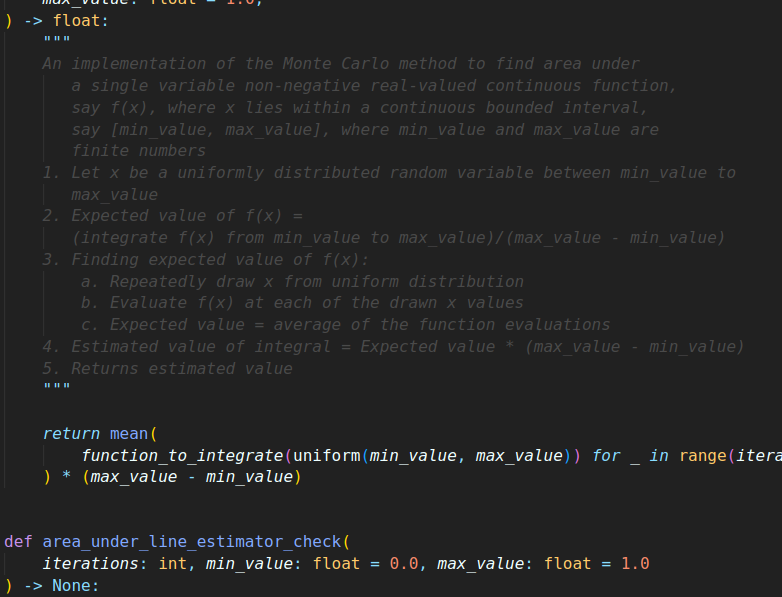 max_value: float = 1.0,
) -> float:
"""
An implementation of the Monte Carlo method to find area under
a single variable non-negative real-valued continuous function,
say f(x), where x lies within a continuous bounded interval,
say [min_value, max_value], where min_value and max_value are
finite numbers
1. Let x be a uniformly distributed random variable between min_value to
max_value
2. Expected value of f(x) =
(integrate f(x) from min_value to max_value)/(max_value - min_value)
3. Finding expected value of f(x):
a. Repeatedly draw x from uniform distribution
b. Evaluate f(x) at each of the drawn x values
c. Expected value = average of the function evaluations
4. Estimated value of integral = Expected value * (max_value - min_value)
5. Returns estimated value
"""
return mean(
function_to_integrate(uniform(min_value, max_value)) for _ in range(itera
) * (max_value - min_value)
def area_under_line_estimator_check(
iterations: int, min_value: float = 0.0, max_value: float = 1.0
) -> None: